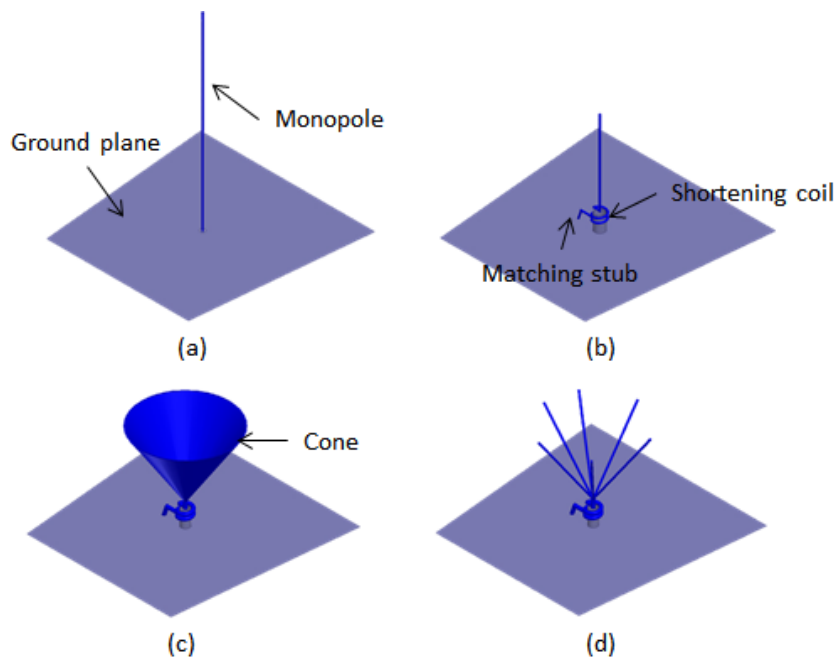 Monopole
Ground plane
Shortening coil
Matching stub
(a)
(b)
Cone
(c)
(d)